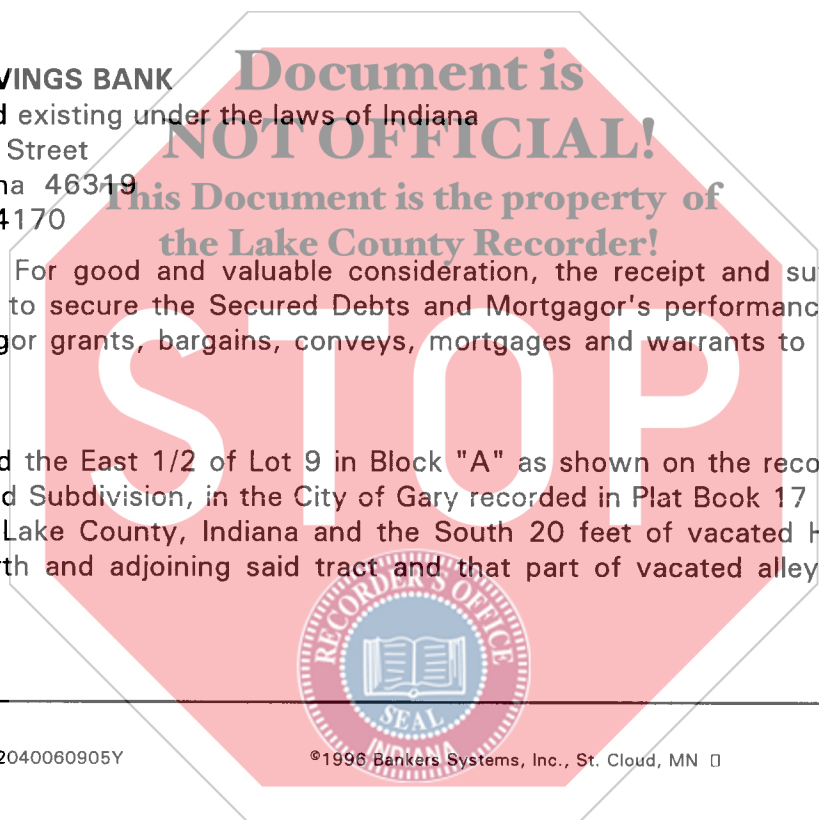 VINGS BANK
Document is
d existing under the laws of Indiana
Street
NOT OFFICIAL!
na 46319
This Document is the property of
4170
the Lake County Recorder!
For good and valuable consideration, the receipt and su
to secure the Secured Debts and Mortgagor's performanc
gor grants, bargains, conveys, mortgages and warrants to
STOP
d the East 1/2 of Lot 9 in Block "A" as shown on the reco
d Subdivision, in the City of Gary recorded in Plat Book 17
Lake County, Indiana and the South 20 feet of vacated H
rth and adjoining said tract and that part of vacated alley
RECORDER'S OFFICE
SEAL
INDIANA
2040060905Y
©1996 Bankers Systems, Inc., St. Cloud, MN